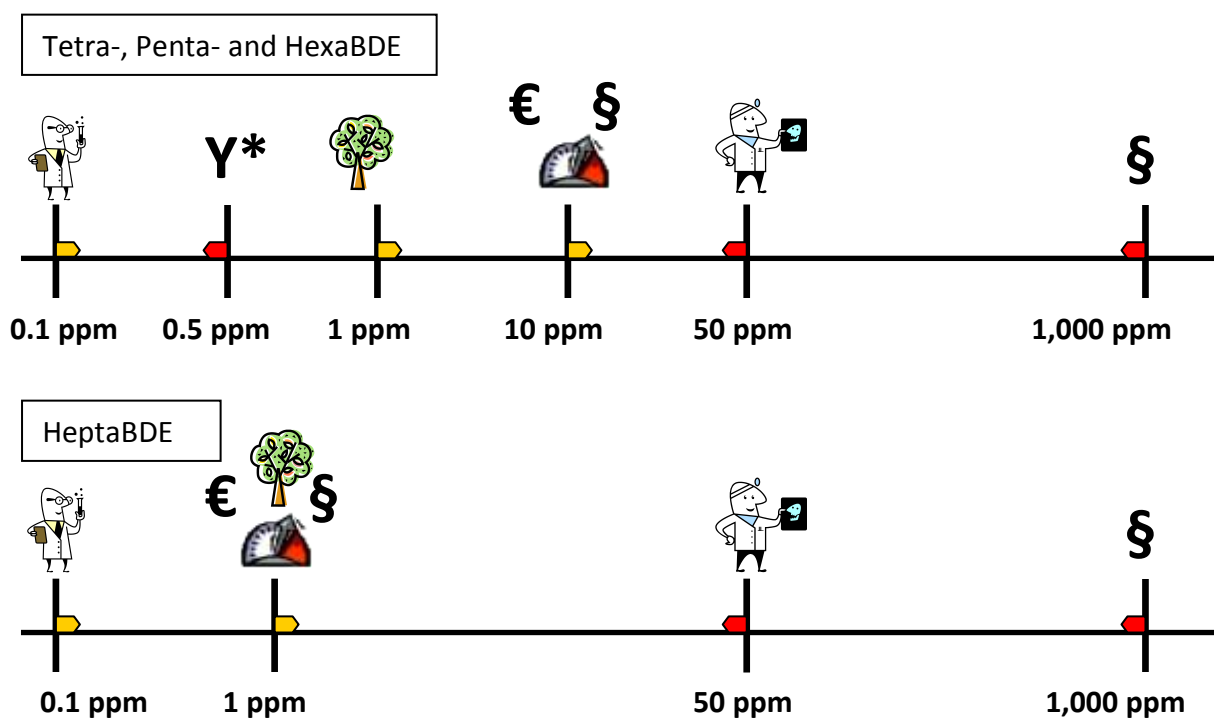 Tetra-, Penta- and HexaBDE
€ §
Y* §
0.1 ppm 0.5 ppm 1 ppm 10 ppm 50 ppm 1,000 ppm
HeptaBDE
€ § §
0.1 ppm 1 ppm 50 ppm 1,000 ppm